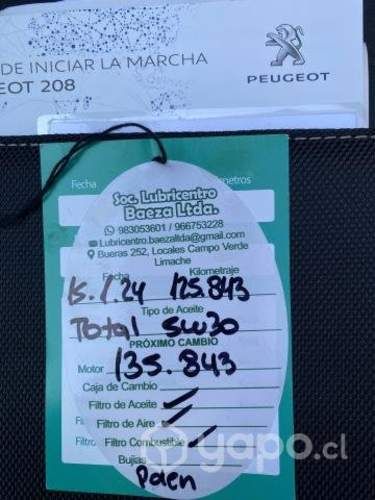 DE INICIAR LA MARCHA
EOT 208
PEUGEOT
Fecha
metros
Soc. Lubricentro
Baeza Ltda.
983053601 / 966753228
Lubricentro.baezaltda@gmail.com
Bueras 252, Locales Campo Verde
Limache
Fecha Kilometraje
15.1.24 125.843
Tipo de Aceite
Total 5w30
PRÓXIMO CAMBIO
Motor 135.843
Caja de Cambio
Filtro de Aceite
Filtro de Aire
Filtro Filtro Combustible
Bujías
yapo.cl